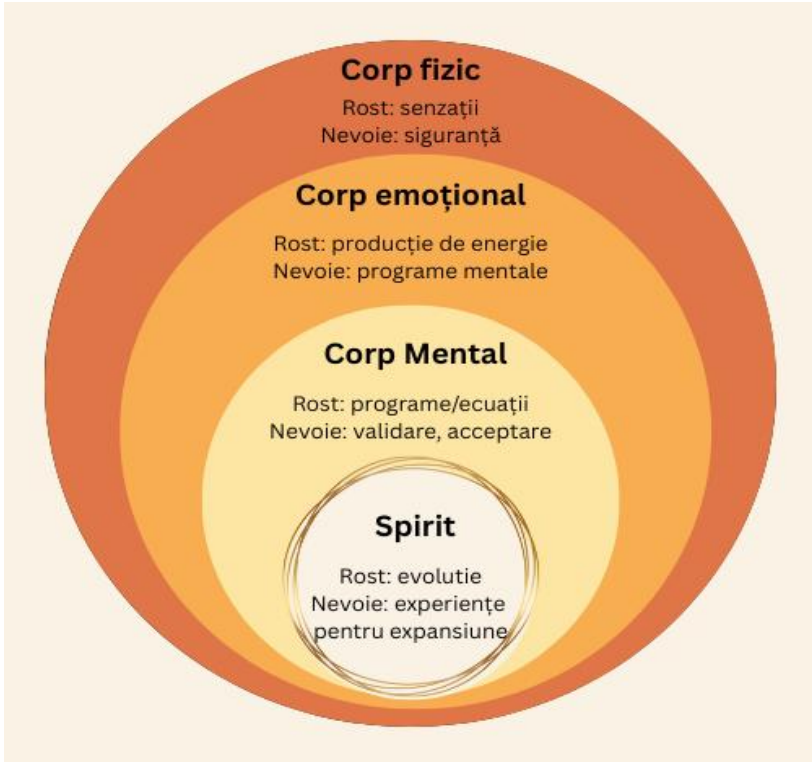 Corp fizic
Rost: senzații
Nevoie: siguranță
Corp emoțional
Rost: producție de energie
Nevoie: programe mentale
Corp Mental
Rost: programe/ecuații
Nevoie: validare, acceptare
Spirit
Rost: evolutie
Nevoie: experiențe
pentru expansiune